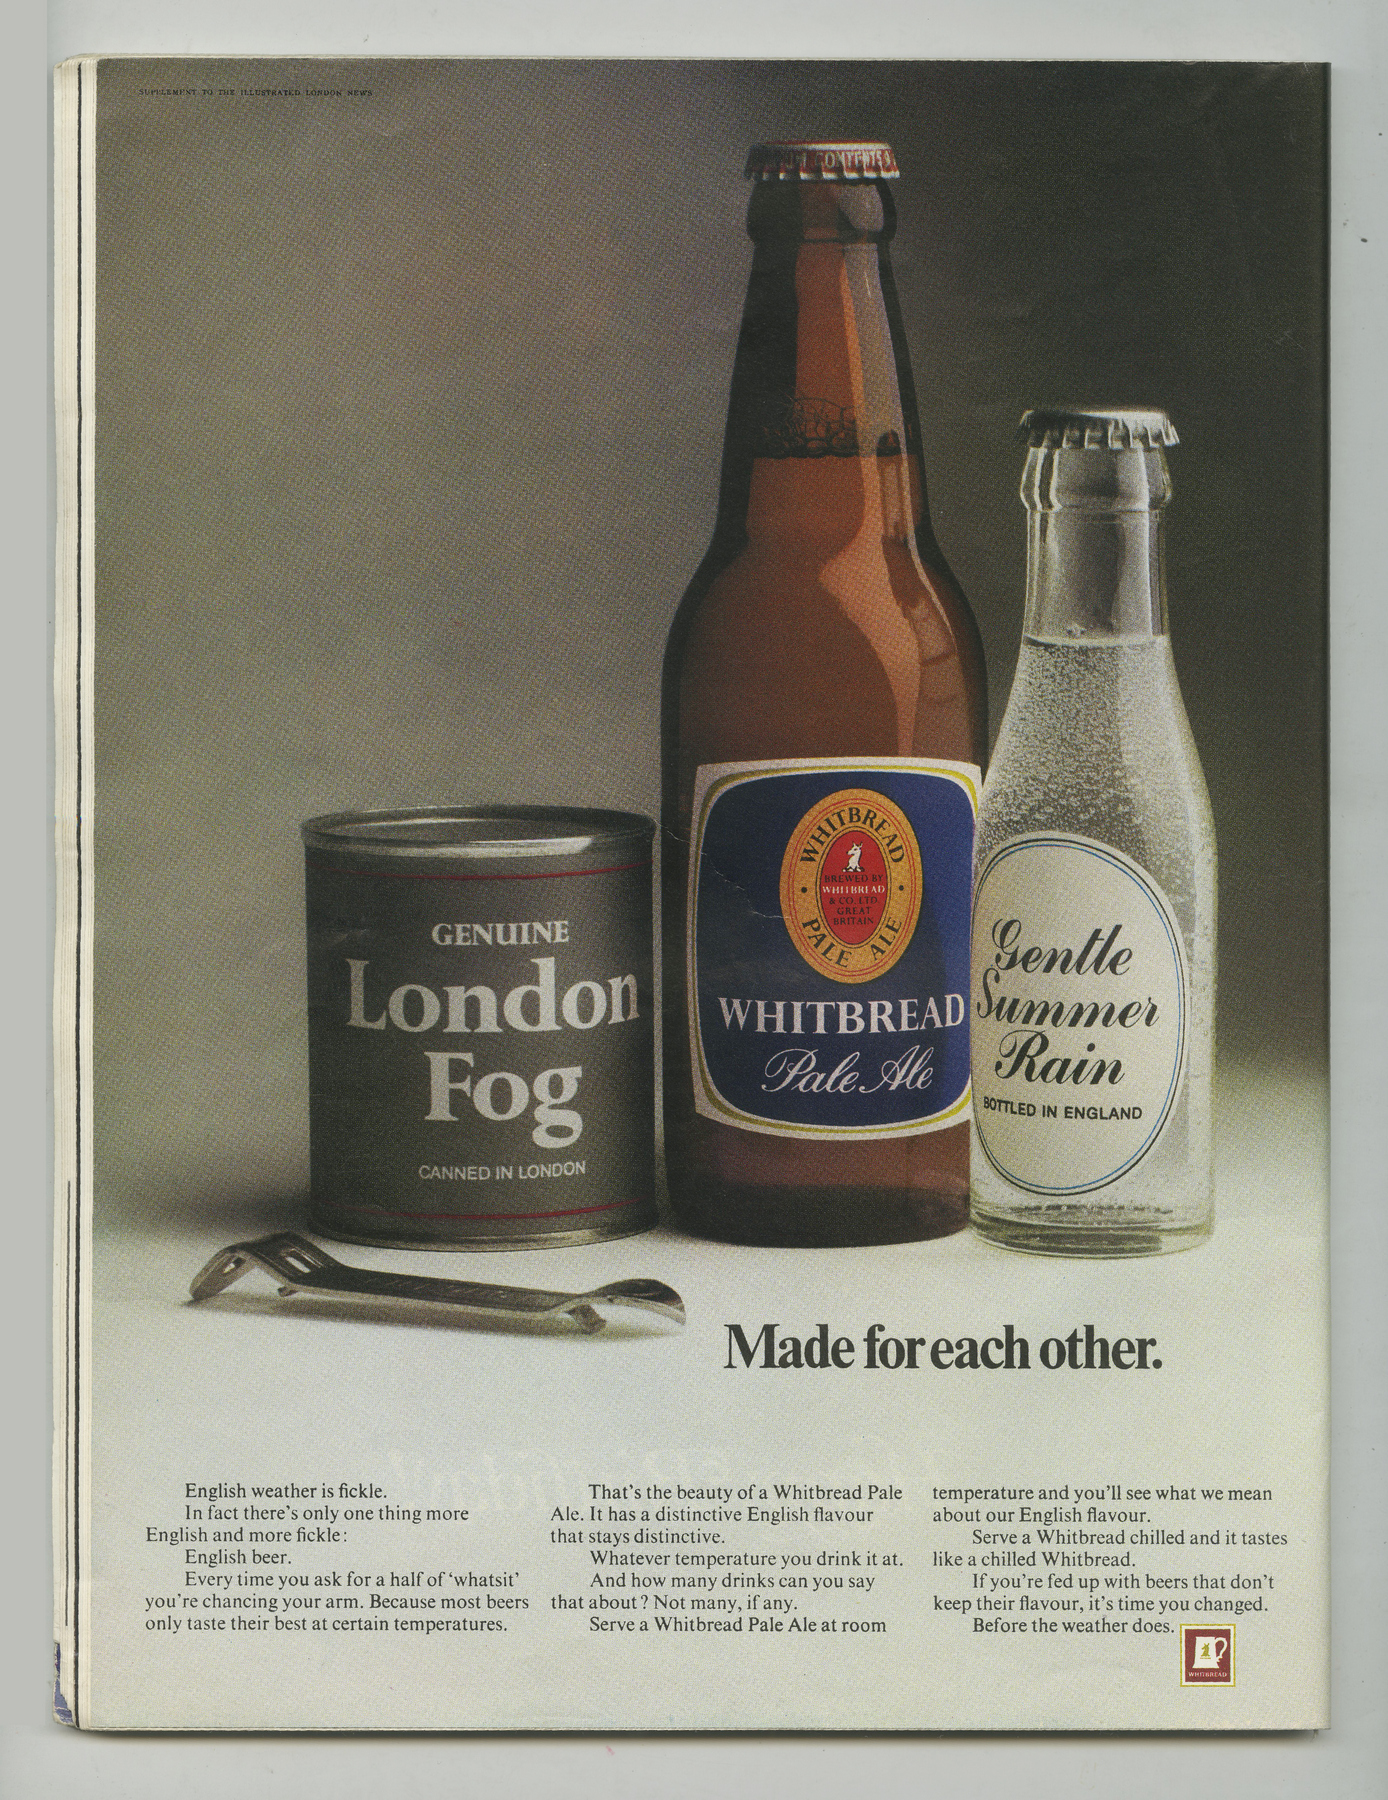 SUPPLEMENT TO THE ILLUSTRATED LONDON NEWS
CONTENTS
WHITBREAD
BREWED BY
WHITBREAD
& CO. LTD.
GREAT
BRITAIN
PALE ALE
WHITBREAD
Pale Ale
GENUINE
London
Fog
CANNED IN LONDON
Gentle
Summer
Rain
BOTTLED IN ENGLAND
Made for each other.
English weather is fickle.
In fact there's only one thing more
English and more fickle:
English beer.
Every time you ask for a half of 'whatsit'
you're chancing your arm. Because most beers
only taste their best at certain temperatures.
That's the beauty of a Whitbread Pale
Ale. It has a distinctive English flavour
that stays distinctive.
Whatever temperature you drink it at.
And how many drinks can you say
that about? Not many, if any.
Serve a Whitbread Pale Ale at room
temperature and you'll see what we mean
about our English flavour.
Serve a Whitbread chilled and it tastes
like a chilled Whitbread.
If you're fed up with beers that don't
keep their flavour, it's time you changed.
Before the weather does.
WHITBREAD